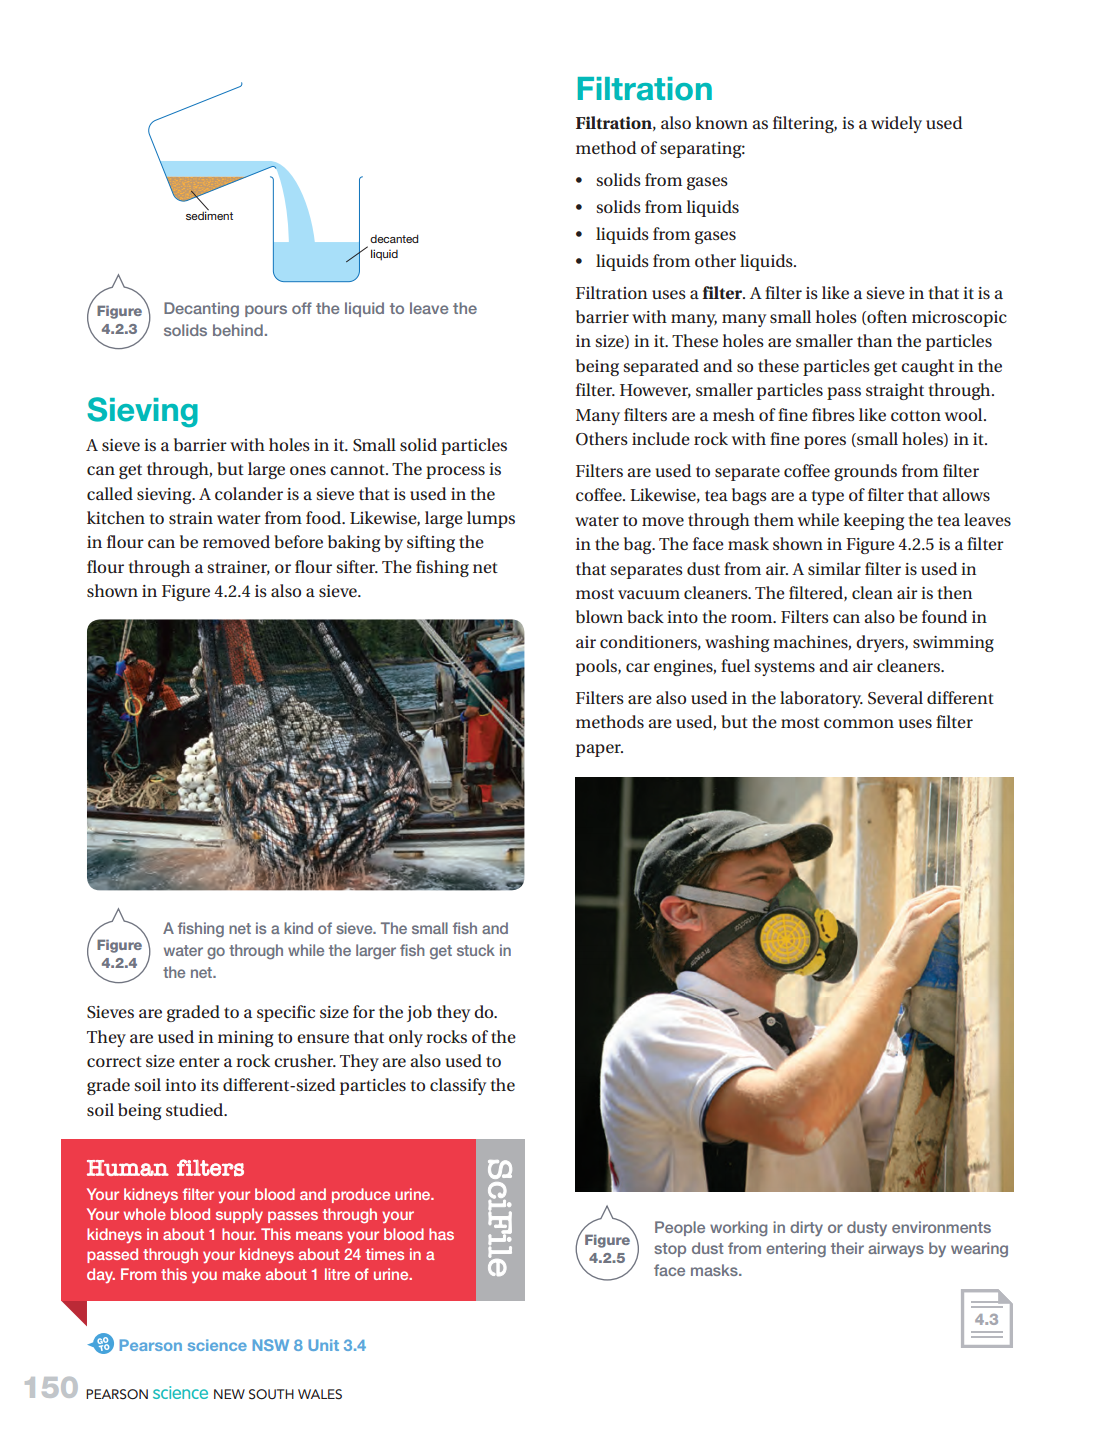 sediment
decanted
liquid
Figure
4.2.3
Decanting pours off the liquid to leave the
solids behind.
Sieving
A sieve is a barrier with holes in it. Small solid particles
can get through, but large ones cannot. The process is
called sieving. A colander is a sieve that is used in the
kitchen to strain water from food. Likewise, large lumps
in flour can be removed before baking by sifting the
flour through a strainer, or flour sifter. The fishing net
shown in Figure 4.2.4 is also a sieve.
Figure
4.2.4
A fishing net is a kind of sieve. The small fish and
water go through while the larger fish get stuck in
the net.
Sieves are graded to a specific size for the job they do.
They are used in mining to ensure that only rocks of the
correct size enter a rock crusher. They are also used to
grade soil into its different-sized particles to classify the
soil being studied.
Human filters
Your kidneys filter your blood and produce urine.
Your whole blood supply passes through your
kidneys in about 1 hour. This means your blood has
passed through your kidneys about 24 times in a
day. From this you make about 1 litre of urine.
SciFile
GO TO
Pearson science NSW 8 Unit 3.4
Filtration
Filtration, also known as filtering, is a widely used
method of separating:
• solids from gases
• solids from liquids
• liquids from gases
• liquids from other liquids.
Filtration uses a filter. A filter is like a sieve in that it is a
barrier with many, many small holes (often microscopic
in size) in it. These holes are smaller than the particles
being separated and so these particles get caught in the
filter. However, smaller particles pass straight through.
Many filters are a mesh of fine fibres like cotton wool.
Others include rock with fine pores (small holes) in it.
Filters are used to separate coffee grounds from filter
coffee. Likewise, tea bags are a type of filter that allows
water to move through them while keeping the tea leaves
in the bag. The face mask shown in Figure 4.2.5 is a filter
that separates dust from air. A similar filter is used in
most vacuum cleaners. The filtered, clean air is then
blown back into the room. Filters can also be found in
air conditioners, washing machines, dryers, swimming
pools, car engines, fuel systems and air cleaners.
Filters are also used in the laboratory. Several different
methods are used, but the most common uses filter
paper.
Figure
4.2.5
People working in dirty or dusty environments
stop dust from entering their airways by wearing
face masks.
4.3
150 PEARSON science NEW SOUTH WALES